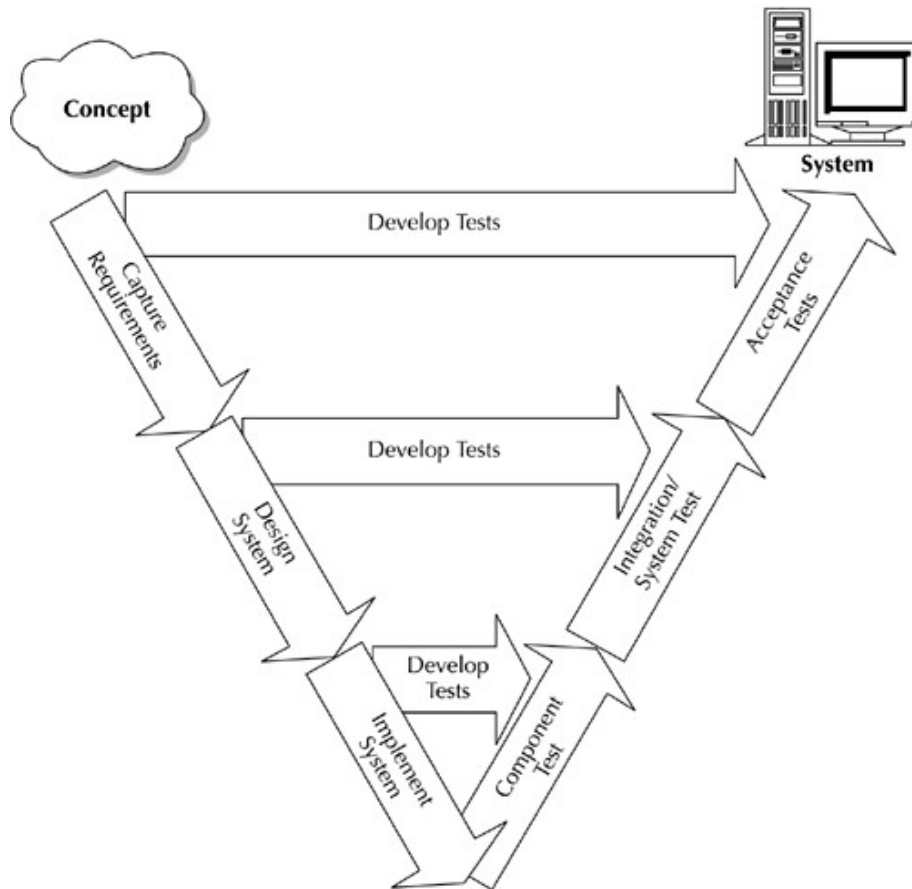 Concept
System
Develop Tests
Capture
Requirements
Acceptance
Tests
Develop Tests
Design
System
Integration/
System Test
Develop
Tests
Implement
System
Component
Test